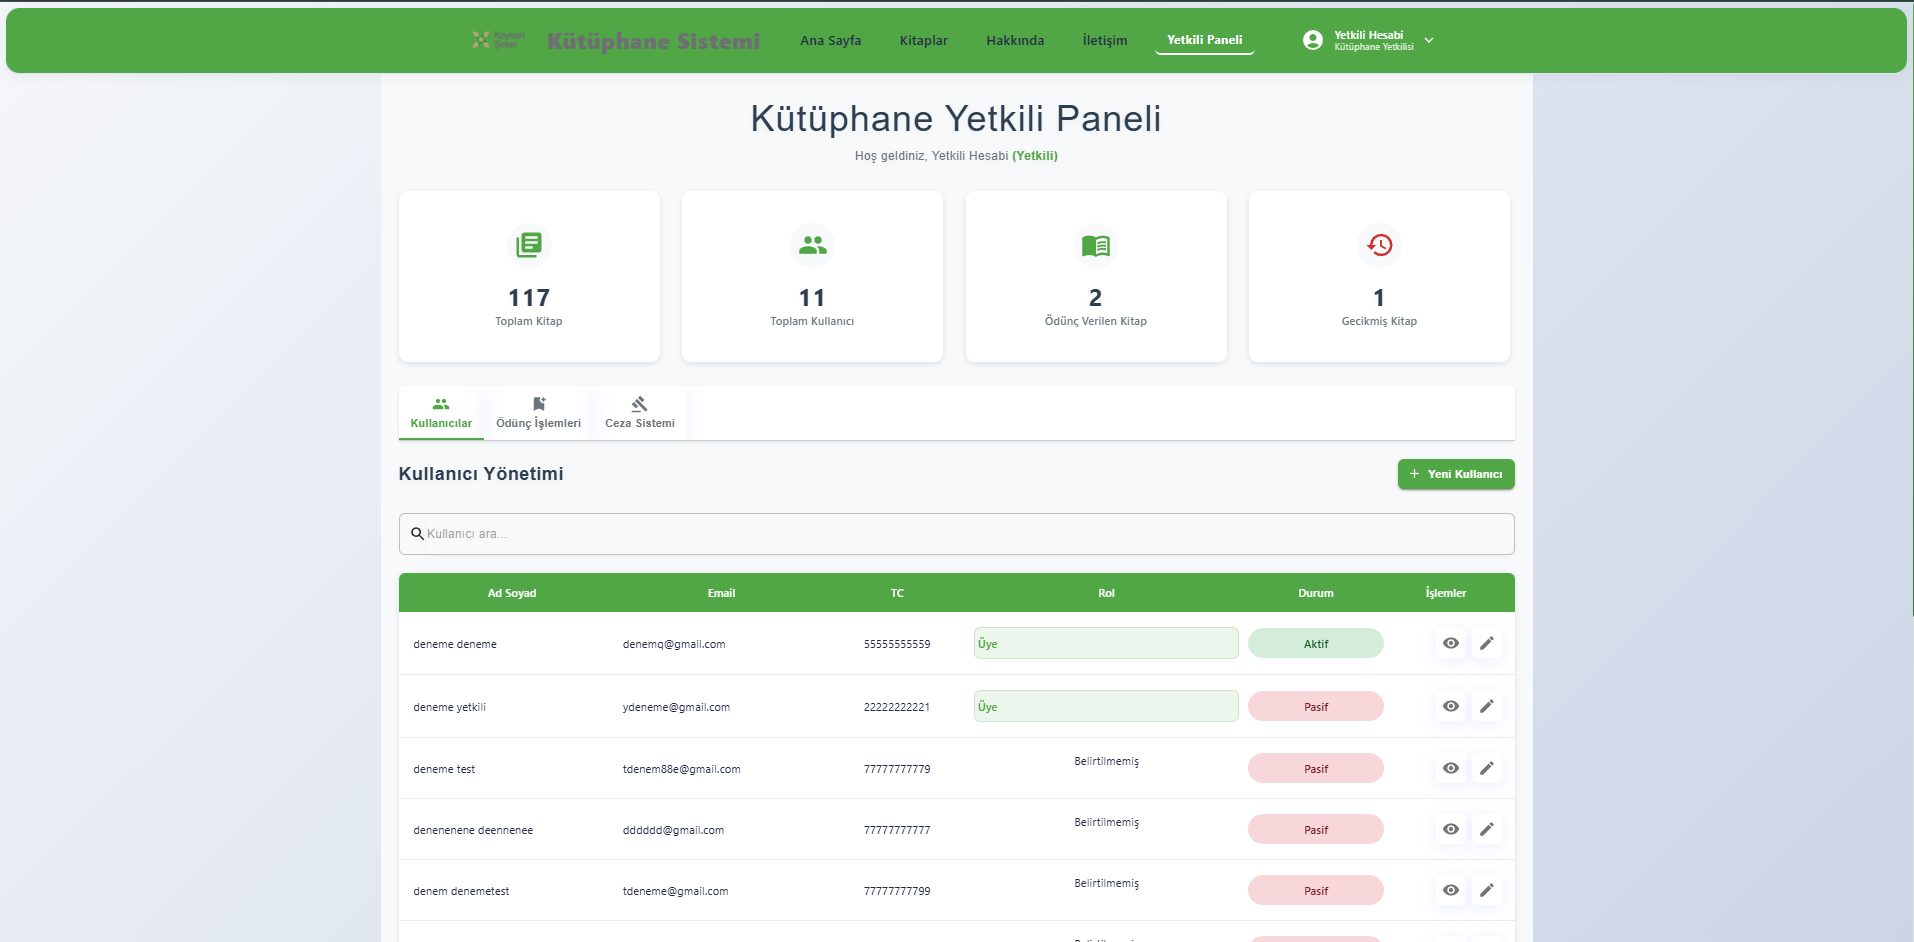 Kayseri Şeker
Kütüphane Sistemi
Ana Sayfa
Kitaplar
Hakkında
İletişim
Yetkili Paneli
Yetkili Hesabi
Kütüphane Yetkilisi
Kütüphane Yetkili Paneli
Hoş geldiniz, Yetkili Hesabi (Yetkili)
117
Toplam Kitap
11
Toplam Kullanıcı
2
Ödünç Verilen Kitap
1
Gecikmiş Kitap
Kullanıcılar
Ödünç İşlemleri
Ceza Sistemi
Kullanıcı Yönetimi
+ Yeni Kullanıcı
Kullanıcı ara...
Ad Soyad Email TC Rol Durum İşlemler
deneme deneme denemq@gmail.com 55555555559 Üye Aktif
deneme yetkili ydeneme@gmail.com 22222222221 Üye Pasif
deneme test tdenem88e@gmail.com 77777777779 Belirtilmemiş Pasif
denenenene deennenee dddddd@gmail.com 77777777777 Belirtilmemiş Pasif
denem denemetest tdeneme@gmail.com 77777777799 Belirtilmemiş Pasif